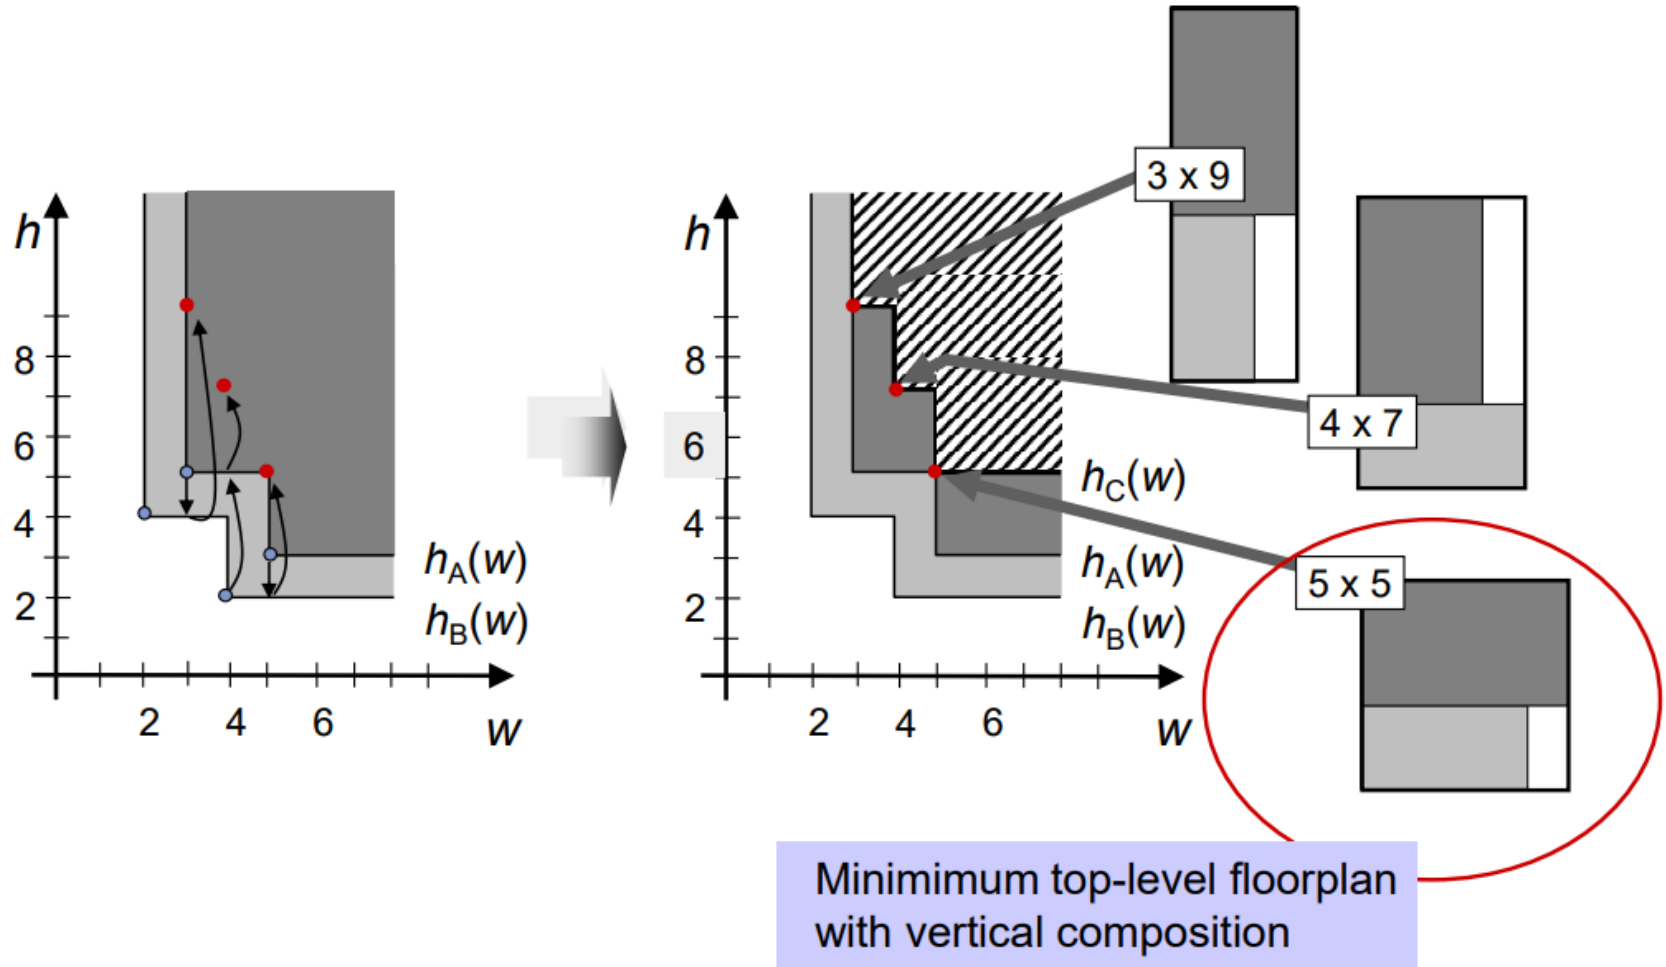 h
8
6
4
2
2
4
6
w
hA(w)
hB(w)
h
8
6
4
2
2
4
6
w
hC(w)
hA(w)
hB(w)
3 x 9
4 x 7
5 x 5
Minimimum top-level floorplan
with vertical composition